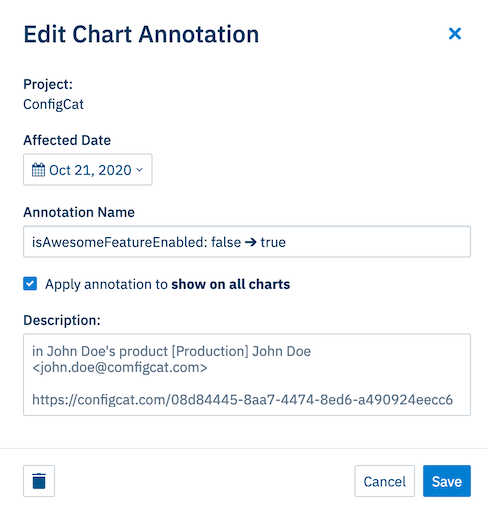 Edit Chart Annotation
Project:
ConfigCat
Affected Date
Oct 21, 2020
Annotation Name
isAwesomeFeatureEnabled: false ➔ true
Apply annotation to show on all charts
Description:
in John Doe's product [Production] John Doe
<john.doe@comfigcat.com>
https://configcat.com/08d84445-8aa7-4474-8ed6-a490924eecc6
Cancel
Save